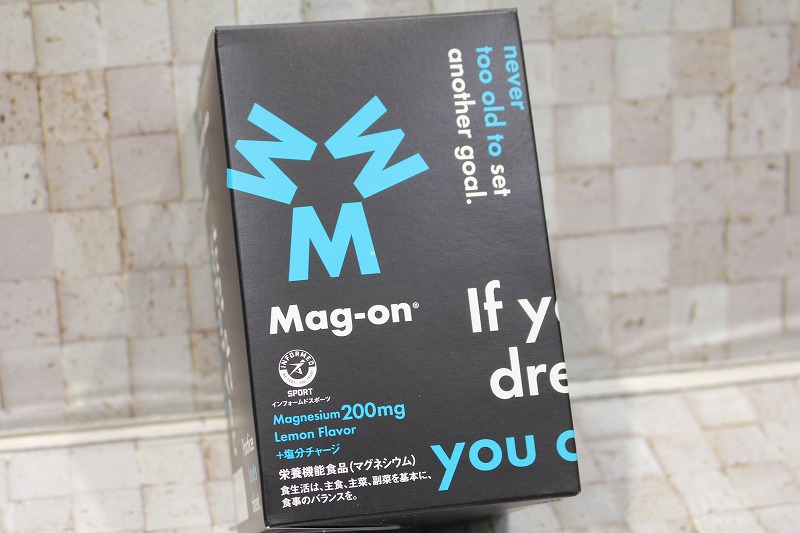 never
too old to set
another goal.
M
M
M
Mag-on®
INFORMED
SPORT
インフォームドスポーツ
Magnesium 200mg
Lemon Flavor
+塩分チャージ
栄養機能食品(マグネシウム)
食生活は、主食、主菜、副菜を基本に、
食事のバランスを。
If y
dre
you